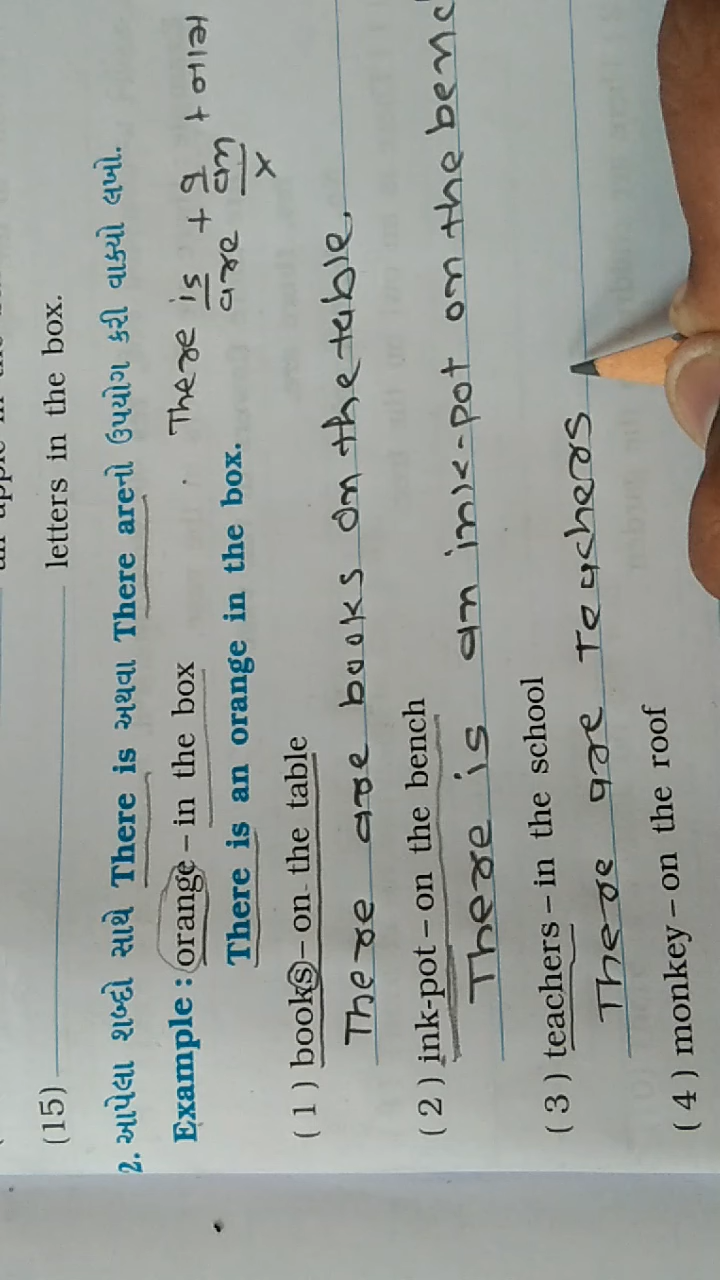 (15) ______ letters in the box.
2. આપેલા શબ્દો સાથે There is અથવા There areનો ઉપયોગ કરી વાક્યો લખો.
There is + a + નામ
are an
x
Example : orange – in the box
There is an orange in the box.
( 1 ) books – on the table
There are books on the table.
( 2 ) ink-pot – on the bench
There is an ink-pot on the benc
( 3 ) teachers – in the school
There are Teachers
( 4 ) monkey – on the roof